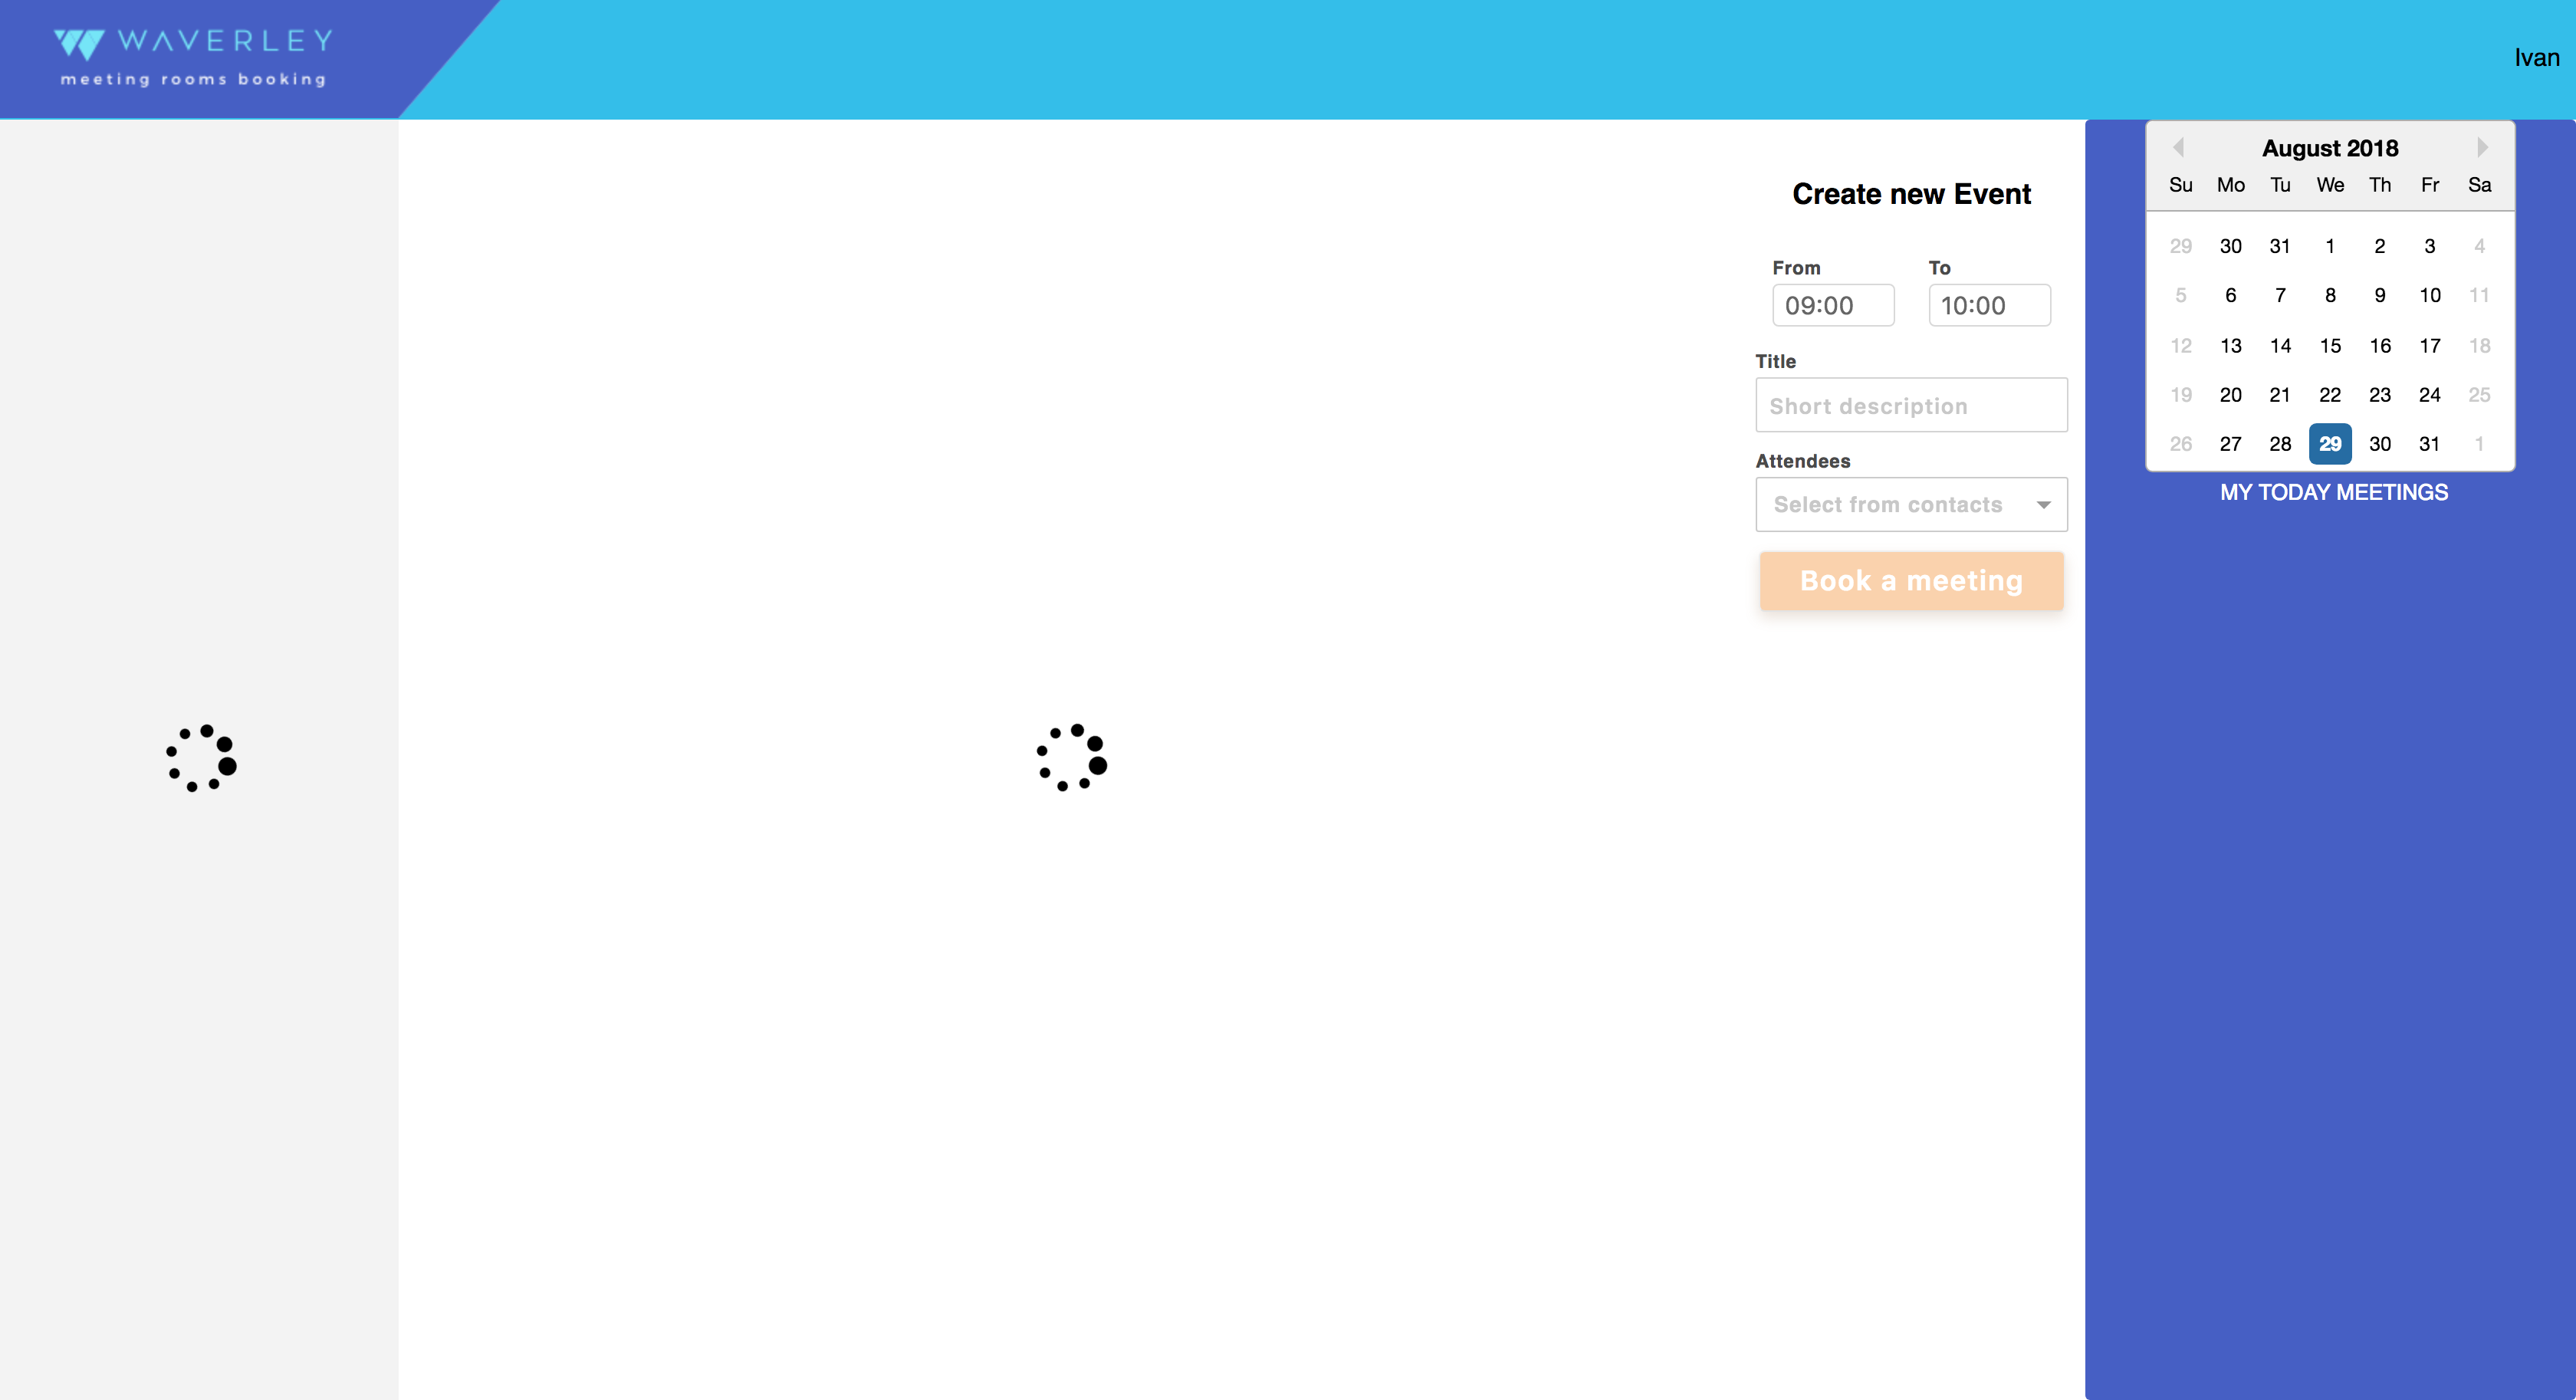 WAVERLEY
meeting rooms booking
Ivan
Create new Event
From To
09:00 10:00
Title
Short description
Attendees
Select from contacts
Book a meeting
August 2018
Su Mo Tu We Th Fr Sa
29 30 31 1 2 3 4
5 6 7 8 9 10 11
12 13 14 15 16 17 18
19 20 21 22 23 24 25
26 27 28 29 30 31 1
MY TODAY MEETINGS